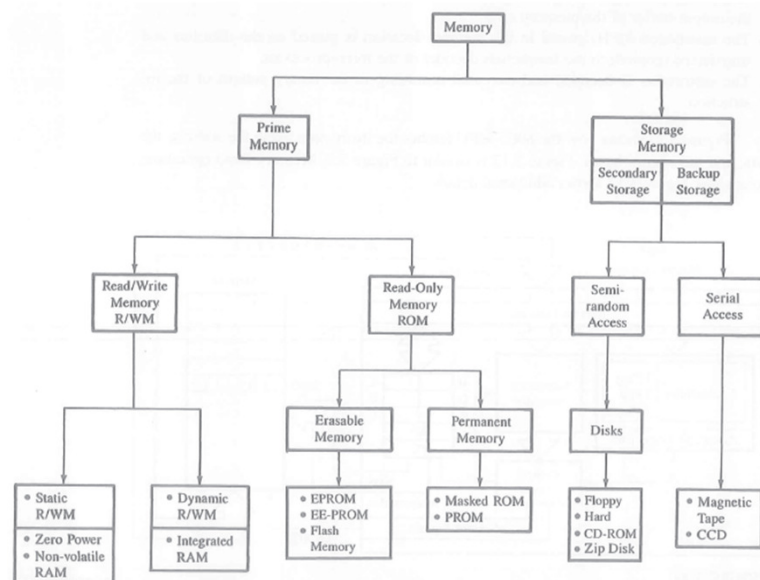 Memory
Prime
Memory
Storage
Memory
Secondary
Storage
Backup
Storage
Read/Write
Memory
R/WM
Read-Only
Memory
ROM
Semi-
random
Access
Serial
Access
Erasable
Memory
Permanent
Memory
Disks
• Static
R/WM
• Zero Power
• Non-volatile
RAM
• Dynamic
R/WM
• Integrated
RAM
• EPROM
• EE-PROM
• Flash
Memory
• Masked ROM
• PROM
• Floppy
• Hard
• CD-ROM
• Zip Disk
• Magnetic
Tape
• CCD